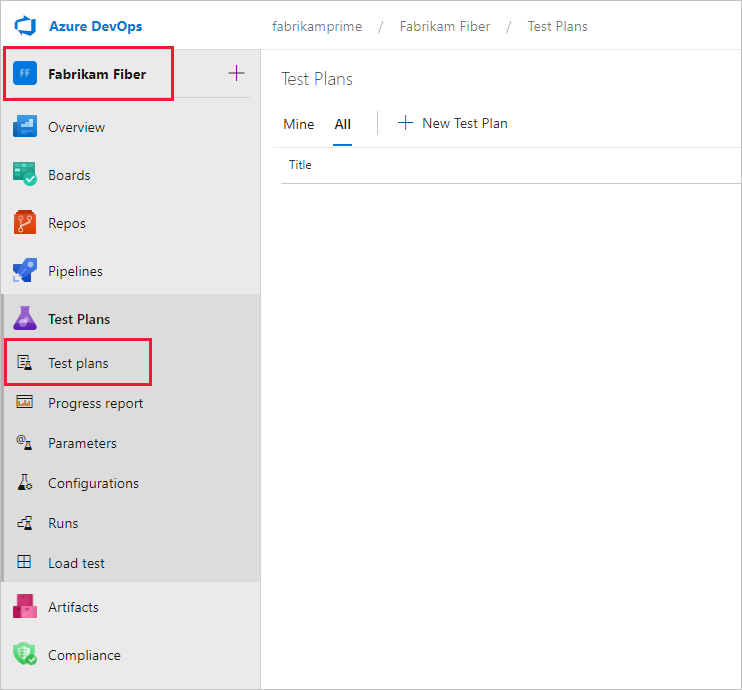 Azure DevOps
fabrikamprime / Fabrikam Fiber / Test Plans
FF Fabrikam Fiber +
Overview
Boards
Repos
Pipelines
Test Plans
Test plans
Progress report
Parameters
Configurations
Runs
Load test
Artifacts
Compliance
Test Plans
Mine All + New Test Plan
Title